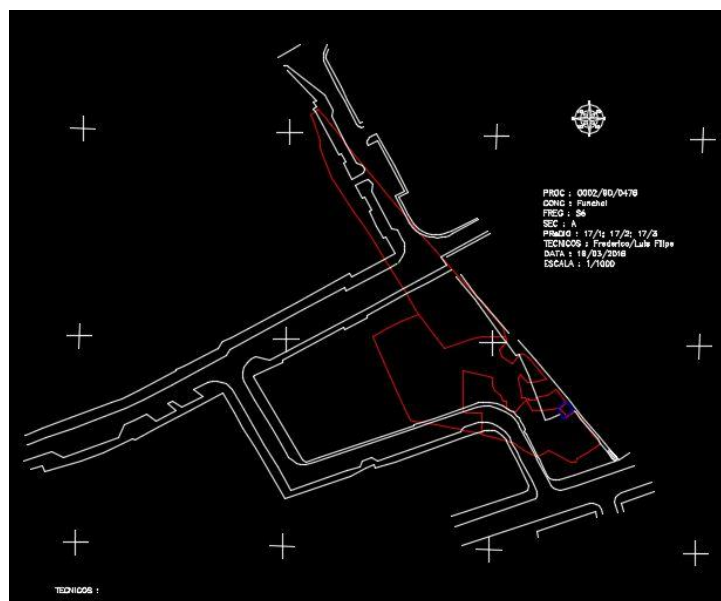 PROC : 0002/90/0476
CONC : Funchal
FREG : S6
SEC : A
PReDIO : 17/1; 17/2; 17/3
TECNICOS : Frederico/Luis Filipe
DATA : 18/03/2016
ESCALA : 1/1000
TECNICOS :